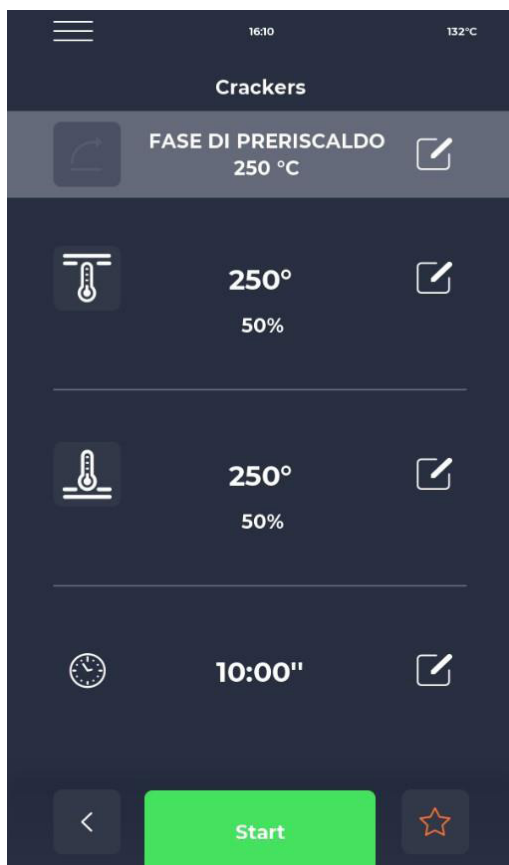 16:10
132°C
Crackers
FASE DI PRERISCALDO
250 °C
250°
50%
250°
50%
10:00''
Start